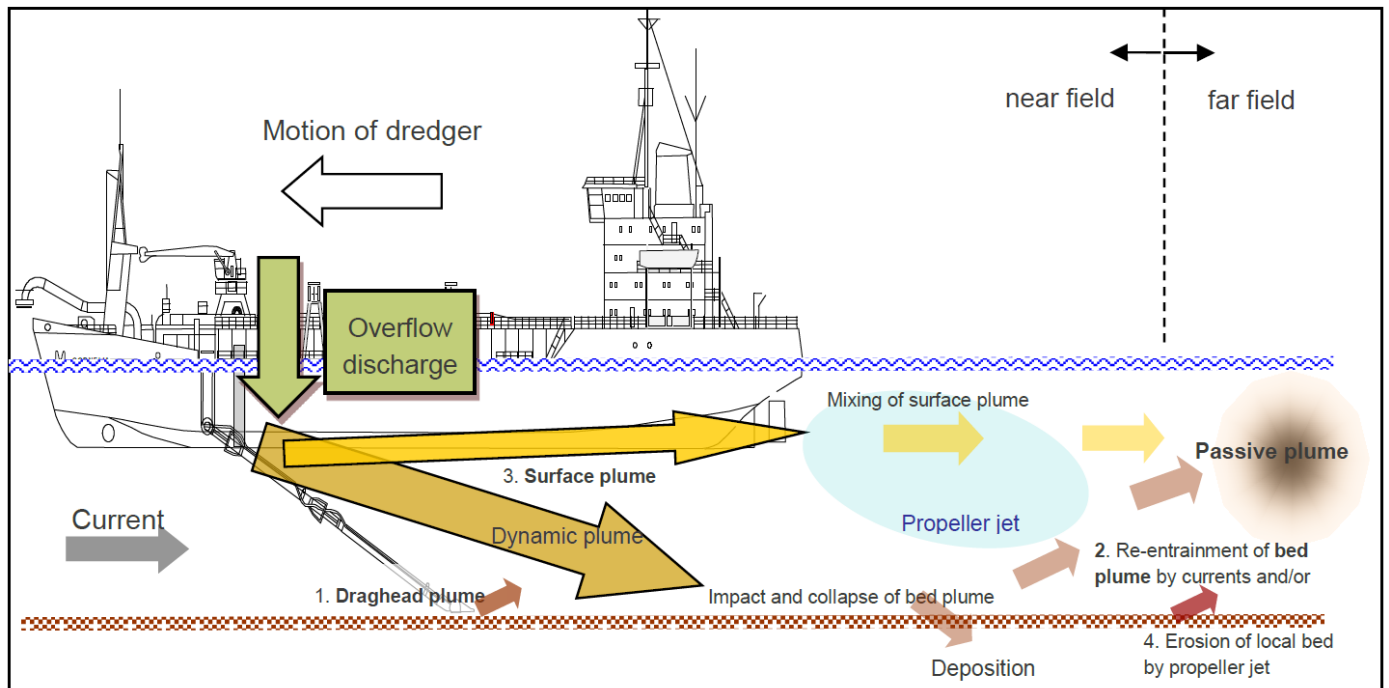 near field
far field
Motion of dredger
Overflow
discharge
Mixing of surface plume
Passive plume
3. Surface plume
Current
Propeller jet
Dynamic plume
2. Re-entrainment of bed
plume by currents and/or
1. Draghead plume
Impact and collapse of bed plume
4. Erosion of local bed
by propeller jet
Deposition